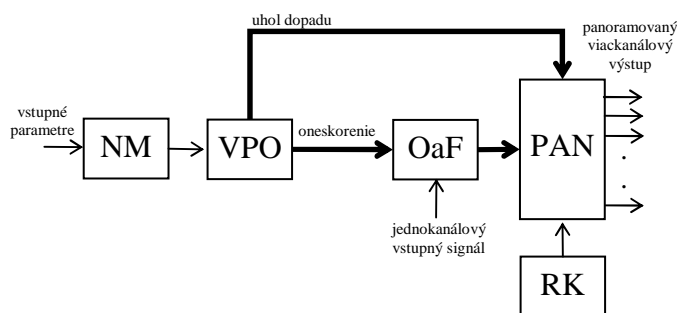 uhol dopadu
panoramovaný
viackanálový
výstup
vstupné
parametre
NM
VPO
oneskorenie
OaF
PAN
jednokanálový
vstupný signál
RK